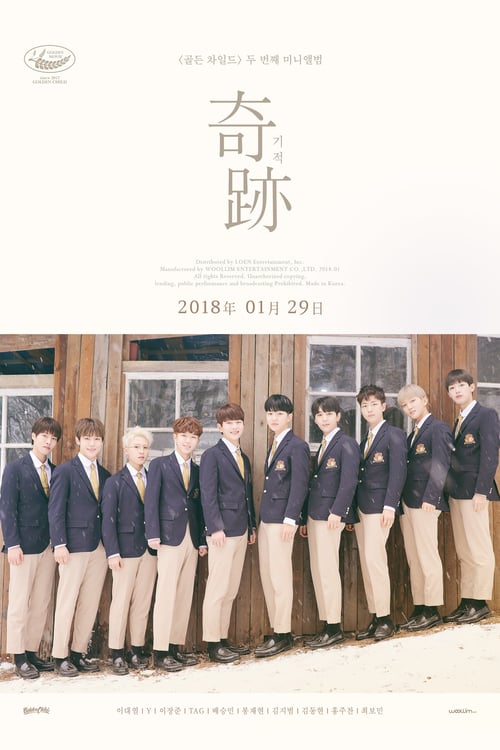 GOLDEN
since 2017
GOLDEN CHILD
〈골든 차일드〉 두 번째 미니앨범
奇跡
기적
Distributed by LOEN Entertainment, Inc.
Manufactured by WOOLLIM ENTERTAINMENT CO.,LTD. 2018.01
All rights Reserved, Unauthorized copying,
lending, public performance and broadcasting Prohibited. Made in Korea.
2018年 01月 29日
이대열 | Y | 이장준 | TAG | 배승민 | 봉재현 | 김지범 | 김동현 | 홍주찬 | 최보민
woollim